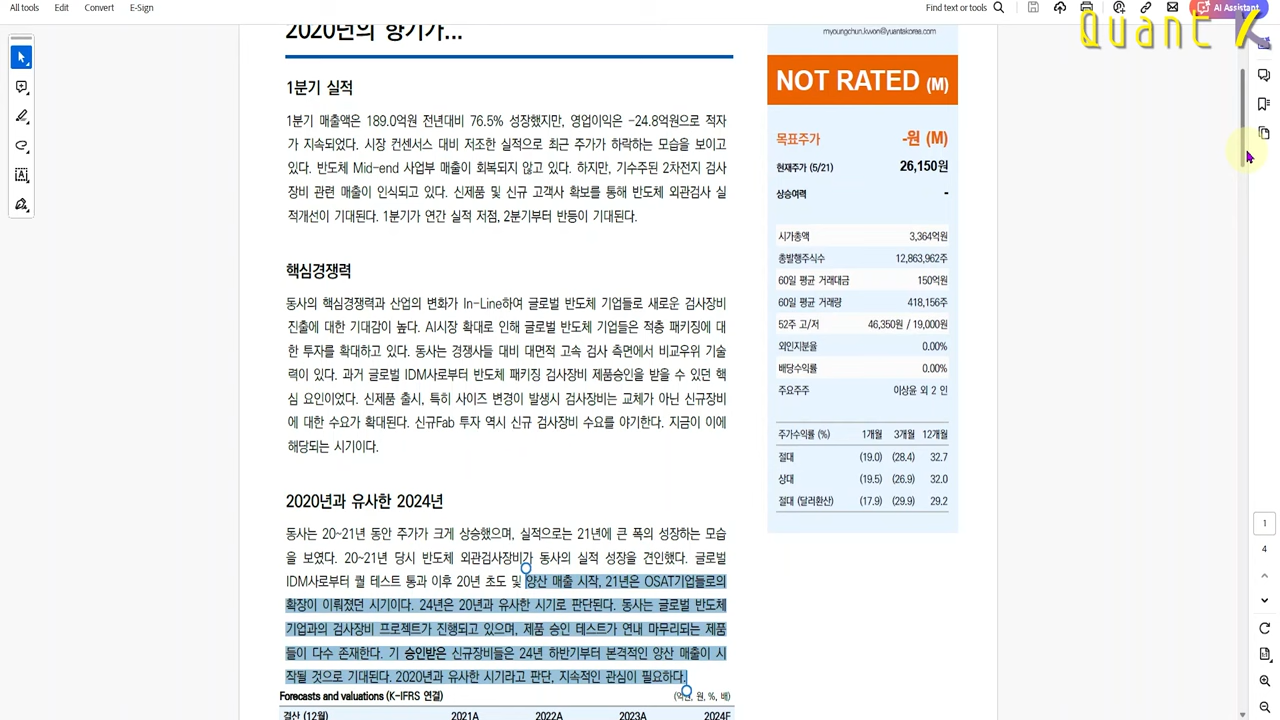 All tools Edit Convert E-Sign
Find text or tools
AI Assistant
Quant K
2020년의 향기가...
myoungchun.kwon@yuantakorea.com
NOT RATED (M)
1분기 실적
1분기 매출액은 189.0억원 전년대비 76.5% 성장했지만, 영업이익은 -24.8억원으로 적자
가 지속되었다. 시장 컨센서스 대비 저조한 실적으로 최근 주가가 하락하는 모습을 보이고
있다. 반도체 Mid-end 사업부 매출이 회복되지 않고 있다. 하지만, 기수주된 2차전지 검사
장비 관련 매출이 인식되고 있다. 신제품 및 신규 고객사 확보를 통해 반도체 외관검사 실
적개선이 기대된다. 1분기가 연간 실적 저점, 2분기부터 반등이 기대된다.
핵심경쟁력
동사의 핵심경쟁력과 산업의 변화가 In-Line하여 글로벌 반도체 기업들로 새로운 검사장비
진출에 대한 기대감이 높다. AI시장 확대로 인해 글로벌 반도체 기업들은 적층 패키징에 대
한 투자를 확대하고 있다. 동사는 경쟁사들 대비 대면적 고속 검사 측면에서 비교우위 기술
력이 있다. 과거 글로벌 IDM사로부터 반도체 패키징 검사장비 제품승인을 받을 수 있던 핵
심 요인이었다. 신제품 출시, 특히 사이즈 변경이 발생시 검사장비는 교체가 아닌 신규장비
에 대한 수요가 확대된다. 신규Fab 투자 역시 신규 검사장비 수요를 야기한다. 지금이 이에
해당되는 시기이다.
2020년과 유사한 2024년
동사는 20~21년 동안 주가가 크게 상승했으며, 실적으로는 21년에 큰 폭의 성장하는 모습
을 보였다. 20~21년 당시 반도체 외관검사장비가 동사의 실적 성장을 견인했다. 글로벌
IDM사로부터 퀄 테스트 통과 이후 20년 초도 및 양산 매출 시작, 21년은 OSAT기업들로의
확장이 이뤄졌던 시기이다. 24년은 20년과 유사한 시기로 판단된다. 동사는 글로벌 반도체
기업과의 검사장비 프로젝트가 진행되고 있으며, 제품 승인 테스트가 연내 마무리되는 제품
들이 다수 존재한다. 기 승인받은 신규장비들은 24년 하반기부터 본격적인 양산 매출이 시
작될 것으로 기대된다. 2020년과 유사한 시기라고 판단, 지속적인 관심이 필요하다.
Forecasts and valuations (K-IFRS 연결) (억원, 원, %, 배)
결산 (12월) 2021A 2022A 2023A 2024F
목표주가 -원 (M)
현재주가 (5/21) 26,150원
상승여력 -
시가총액 3,364억원
총발행주식수 12,863,962주
60일 평균 거래대금 150억원
60일 평균 거래량 418,156주
52주 고/저 46,350원 / 19,000원
외인지분율 0.00%
배당수익률 0.00%
주요주주 이상윤 외 2 인
주가수익률 (%) 1개월 3개월 12개월
절대 (19.0) (28.4) 32.7
상대 (19.5) (26.9) 32.0
절대 (달러환산) (17.9) (29.9) 29.2
1
4